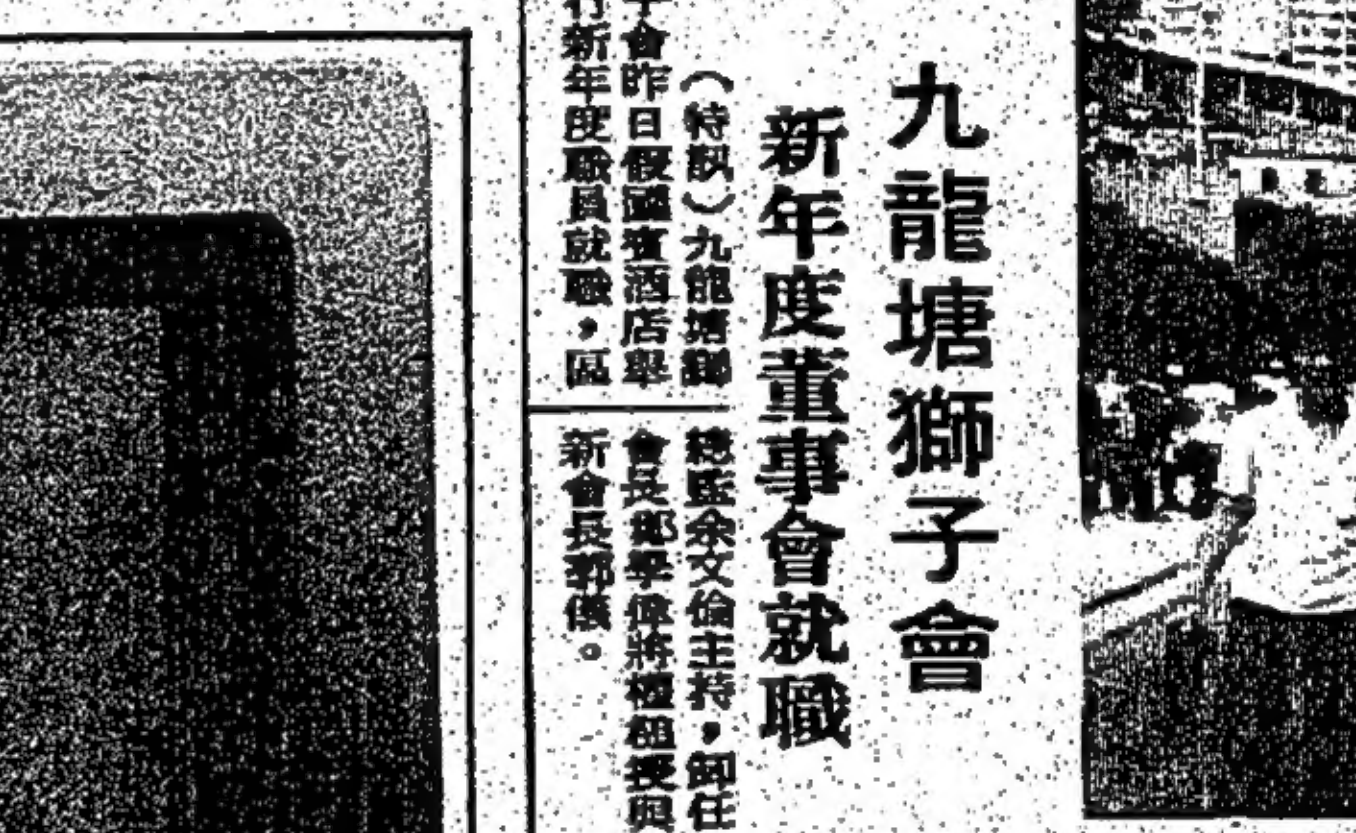 九龍塘獅子會
新年度董事會就職
（特訊）九龍塘獅
子會昨日假國賓酒店舉
行新年度職員就職，區
總監余文倫主持，卸任
會長學偉將權授與
新會長郭儀。